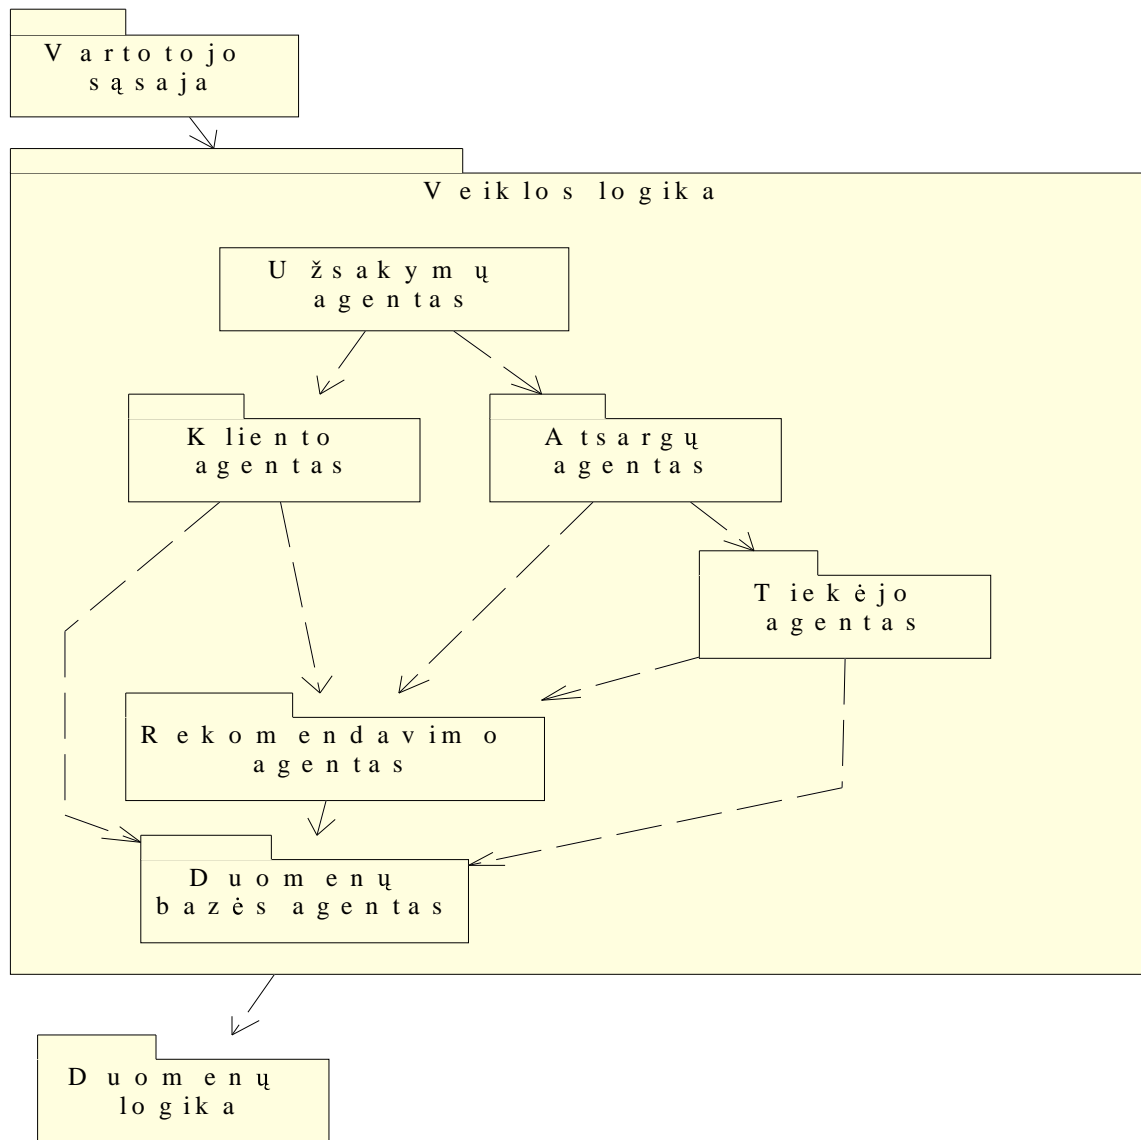 Vartotojo
sąsaja
Veiklos logika
Užsakymų
agentas
Kliento
agentas
Atsargų
agentas
Tiekėjo
agentas
Rekomendavimo
agentas
Duomenų
bazės agentas
Duomenų
logika